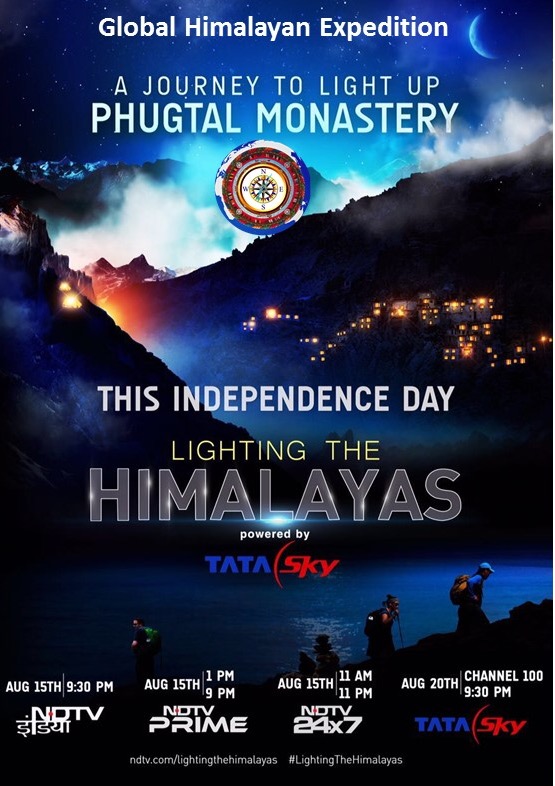 Global Himalayan Expedition
A JOURNEY TO LIGHT UP
PHUGTAL MONASTERY
N
W E
S
THIS INDEPENDENCE DAY
LIGHTING THE
HIMALAYAS
powered by
TATA Sky
AUG 15TH 9:30 PM
NDTV
इंडिया
AUG 15TH 1 PM
9 PM
NDTV
PRIME
AUG 15TH 11 AM
11 PM
NDTV
24x7
AUG 20TH CHANNEL 100
9:30 PM
TATA Sky
ndtv.com/lightingthehimalayas #LightingTheHimalayas